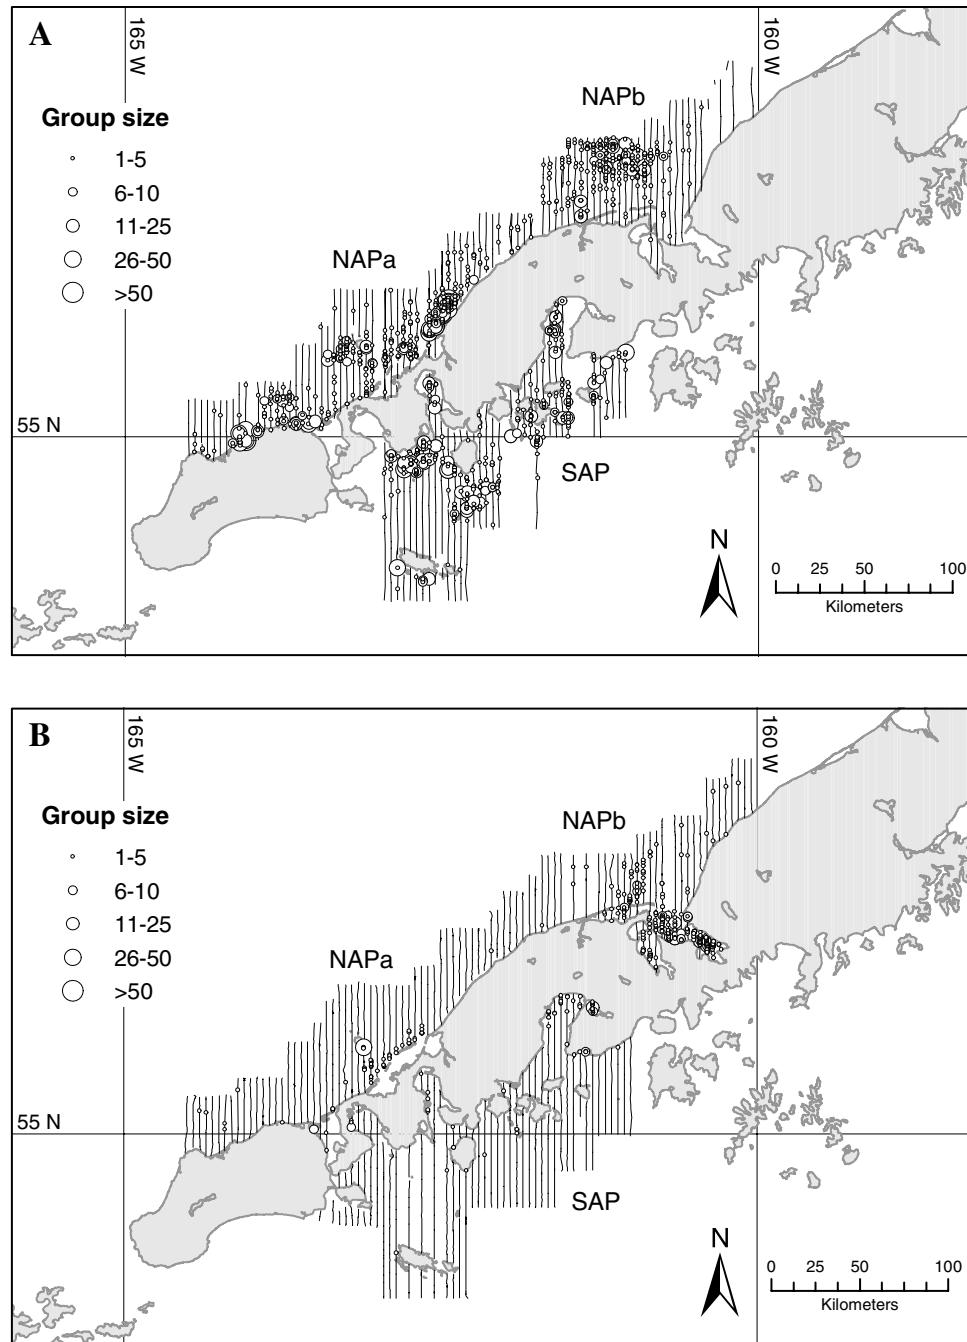 A
165 W
160 W
Group size
1-5
6-10
11-25
26-50
>50
NAPb
NAPa
55 N
SAP
N
0 25 50 100
Kilometers
B
165 W
160 W
Group size
1-5
6-10
11-25
26-50
>50
NAPb
NAPa
55 N
SAP
N
0 25 50 100
Kilometers